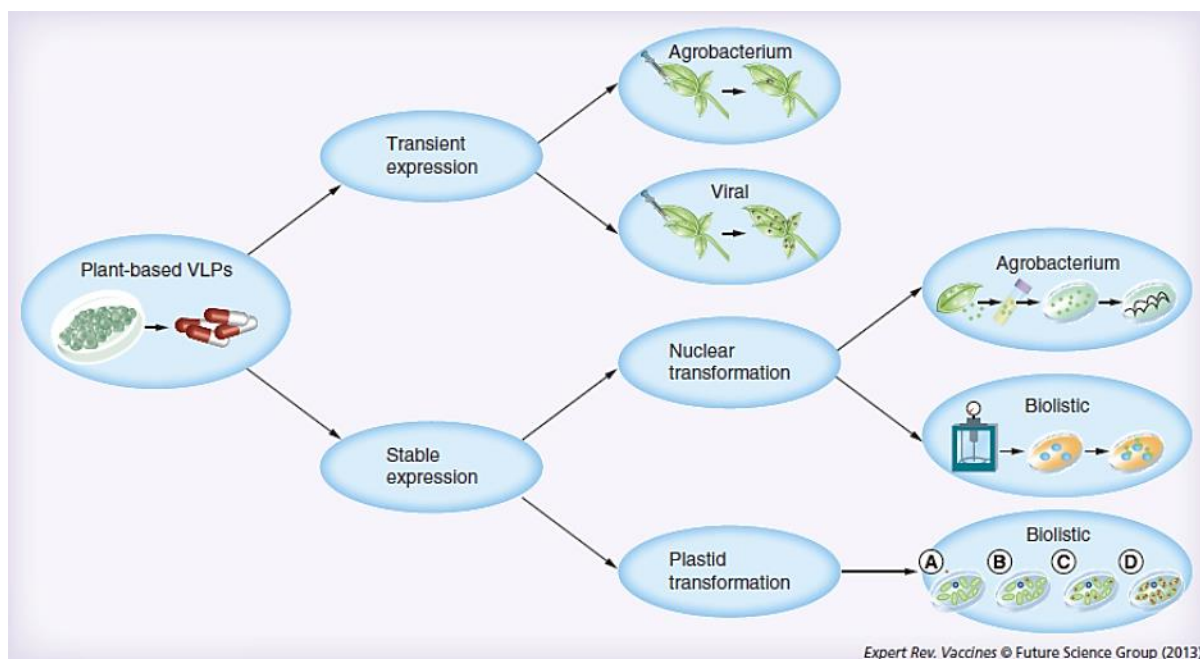 Agrobacterium
Transient
expression
Viral
Plant-based VLPs
Agrobacterium
Nuclear
transformation
Biolistic
Stable
expression
Biolistic
Plastid
transformation
A
B
C
D
Expert Rev. Vaccines © Future Science Group (2013)